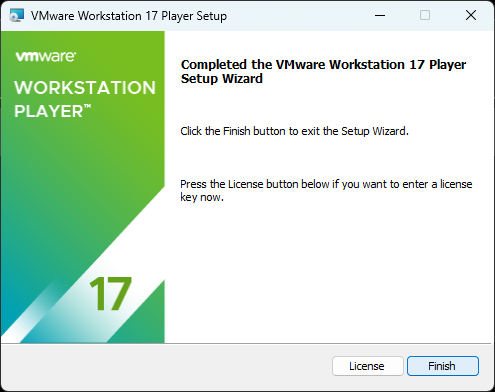 VMware Workstation 17 Player Setup
vmware®
WORKSTATION
PLAYER™
17
Completed the VMware Workstation 17 Player
Setup Wizard
Click the Finish button to exit the Setup Wizard.
Press the License button below if you want to enter a license
key now.
License
Finish